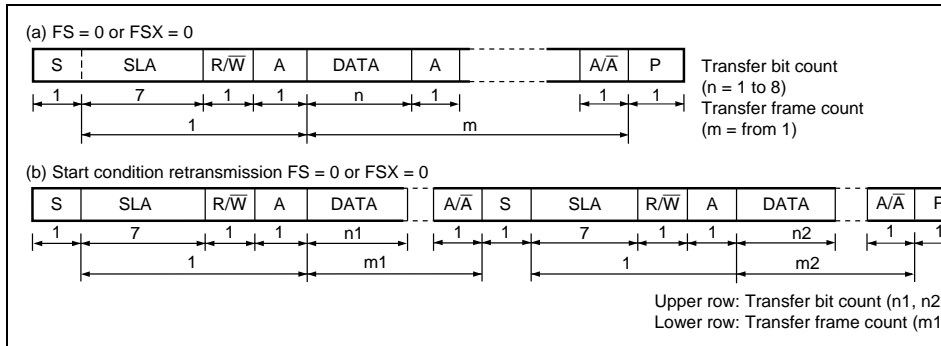 (a) FS = 0 or FSX = 0
S SLA R/W̅ A DATA A A/A̅ P
1 7 1 1 n 1 1 1
1 m
Transfer bit count
(n = 1 to 8)
Transfer frame count
(m = from 1)
(b) Start condition retransmission FS = 0 or FSX = 0
S SLA R/W̅ A DATA A/A̅ S SLA R/W̅ A DATA A/A̅ P
1 7 1 1 n1 1 1 7 1 1 n2 1 1
1 m1 1 m2
Upper row: Transfer bit count (n1, n2
Lower row: Transfer frame count (m1